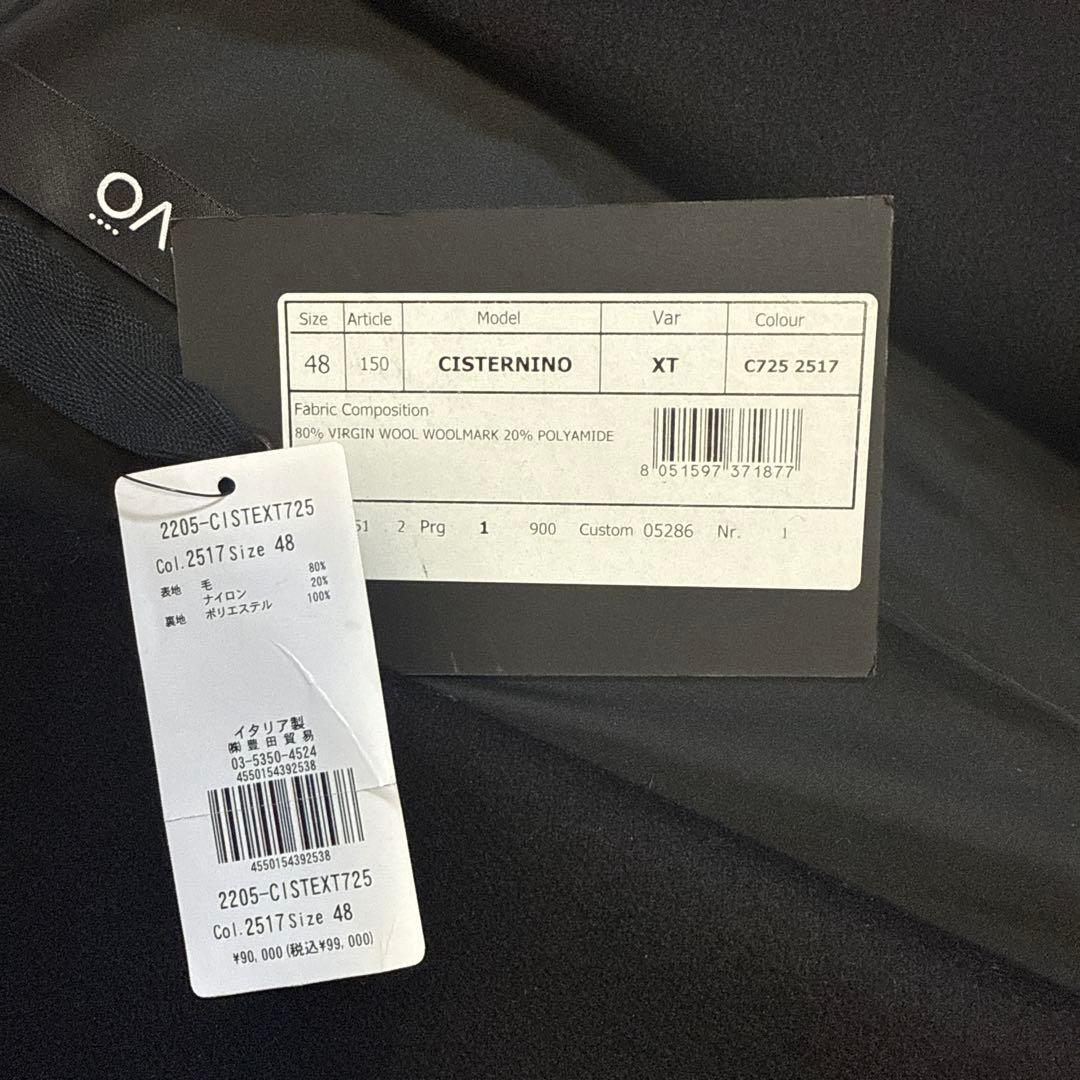 Size Article Model Var Colour
48 150 CISTERNINO XT C725 2517
Fabric Composition
80% VIRGIN WOOL WOOLMARK 20% POLYAMIDE
8 051597 371877
51 2 Prg 1 900 Custom 05286 Nr. 1
2205-CISTEXT725
Col.2517 Size 48
表地 毛 80%
ナイロン 20%
裏地 ポリエステル 100%
イタリア製
㈱豊田貿易
03-5350-4524
4550154392538
4550154392538
2205-CISTEXT725
Col.2517 Size 48
¥90,000(税込¥99,000)